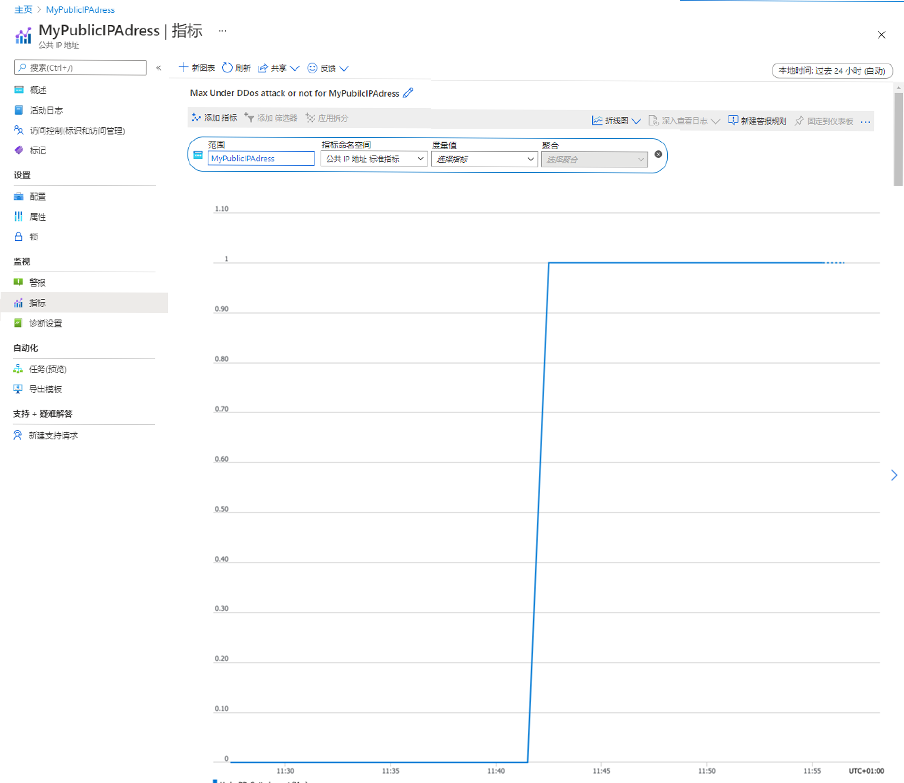 主页 > MyPublicIPAdress
MyPublicIPAdress | 指标 ...
公共 IP 地址
搜索(Ctrl+/)
«
概述
活动日志
访问控制(标识和访问管理)
标记
设置
配置
属性
锁
监视
警报
指标
诊断设置
自动化
任务(预览)
导出模板
支持 + 疑难解答
新建支持请求
新图表 刷新 共享 反馈
本地时间: 过去 24 小时 (自动)
Max Under DDos attack or not for MyPubilcIPAdress
添加 指标 添加 筛选器 应用拆分
折线图 深入查看日志 新建警报规则 固定到仪表板 ...
范围 指标命名空间 度量值 聚合
MyPublicIPAdress 公共 IP 地址 标准指标 选择指标 选择聚合
1.10
1
0.90
0.80
0.70
0.60
0.50
0.40
0.30
0.20
0.10
0
11:30 11:35 11:40 11:45 11:50 11:55 UTC+01:00